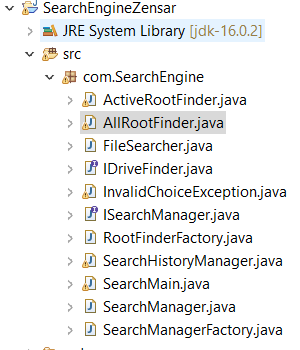 SearchEngineZensar
JRE System Library [jdk-16.0.2]
src
com.SearchEngine
ActiveRootFinder.java
AllRootFinder.java
FileSearcher.java
IDriveFinder.java
InvalidChoiceException.java
ISearchManager.java
RootFinderFactory.java
SearchHistoryManager.java
SearchMain.java
SearchManager.java
SearchManagerFactory.java